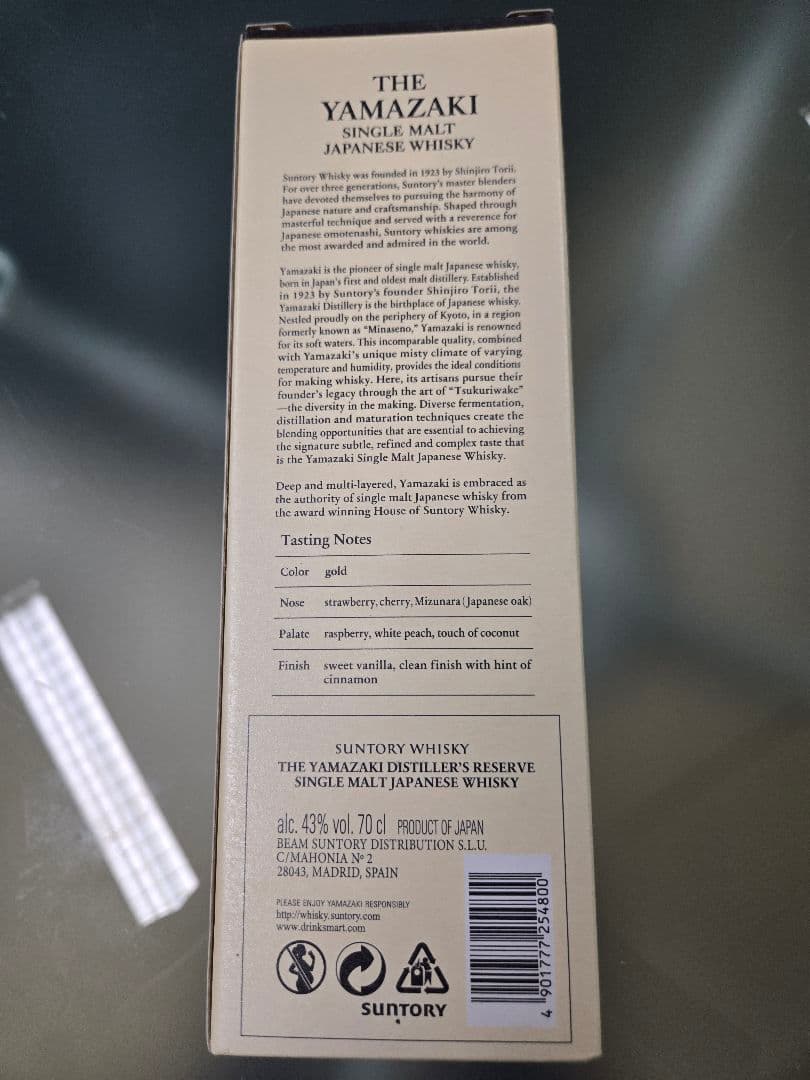 THE
YAMAZAKI
SINGLE MALT
JAPANESE WHISKY
Suntory Whisky was founded in 1923 by Shinjiro Torii.
For over three generations, Suntory's master blenders
have devoted themselves to pursuing the harmony of
Japanese nature and craftsmanship. Shaped through
masterful technique and served with a reverence for
Japanese omotenashi, Suntory whiskies are among
the most awarded and admired in the world.
Yamazaki is the pioneer of single malt Japanese whisky,
born in Japan's first and oldest malt distillery. Established
in 1923 by Suntory's founder Shinjiro Torii, the
Yamazaki Distillery is the birthplace of Japanese whisky.
Nestled proudly on the periphery of Kyoto, in a region
formerly known as "Minaseno," Yamazaki is renowned
for its soft waters. This incomparable quality, combined
with Yamazaki's unique misty climate of varying
temperature and humidity, provides the ideal conditions
for making whisky. Here, its artisans pursue their
founder's legacy through the art of "Tsukuriwake"
—the diversity in the making. Diverse fermentation,
distillation and maturation techniques create the
blending opportunities that are essential to achieving
the signature subtle, refined and complex taste that
is the Yamazaki Single Malt Japanese Whisky.
Deep and multi-layered, Yamazaki is embraced as
the authority of single malt Japanese whisky from
the award winning House of Suntory Whisky.
Tasting Notes
Color gold
Nose strawberry, cherry, Mizunara (Japanese oak)
Palate raspberry, white peach, touch of coconut
Finish sweet vanilla, clean finish with hint of
cinnamon
SUNTORY WHISKY
THE YAMAZAKI DISTILLER'S RESERVE
SINGLE MALT JAPANESE WHISKY
alc. 43% vol. 70 cl PRODUCT OF JAPAN
BEAM SUNTORY DISTRIBUTION S.L.U.
C/MAHONIA Nº 2
28043, MADRID, SPAIN
PLEASE ENJOY YAMAZAKI RESPONSIBLY
http://whisky.suntory.com
www.drinksmart.com
SUNTORY
4 901777 254800